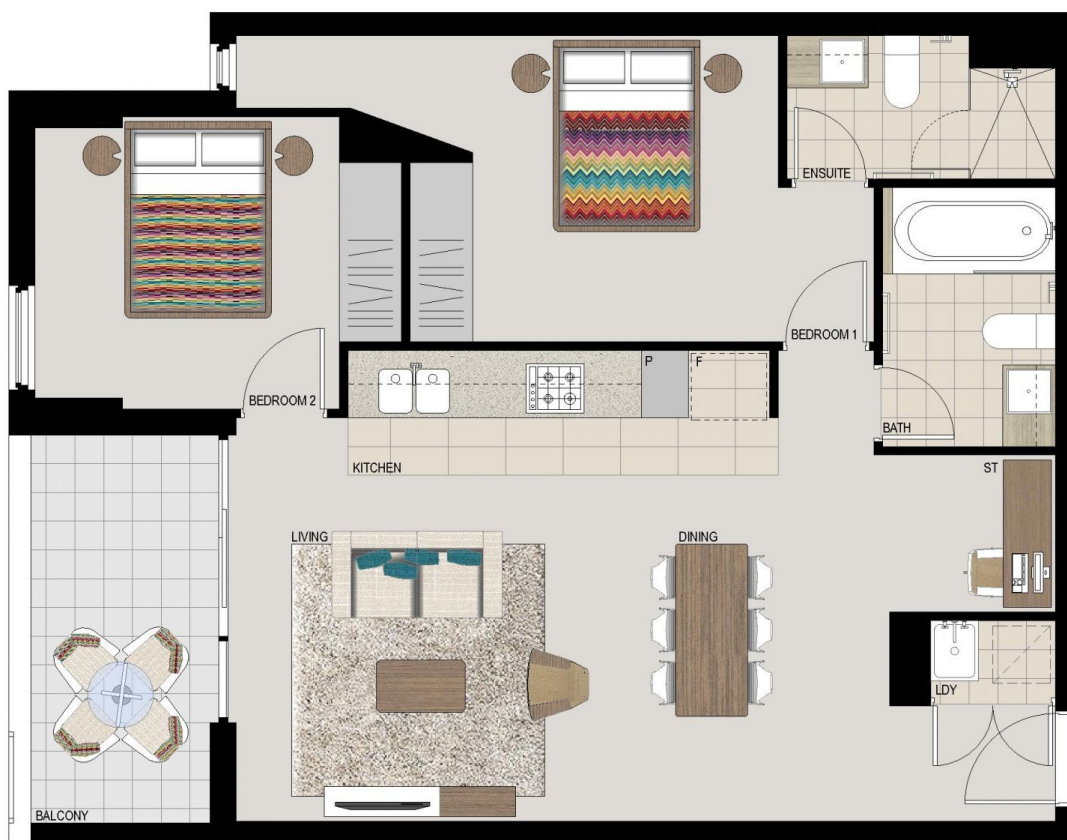 ENSUITE
BEDROOM 1
P
F
BEDROOM 2
BATH
KITCHEN
ST
LIVING
DINING
LDY
BALCONY